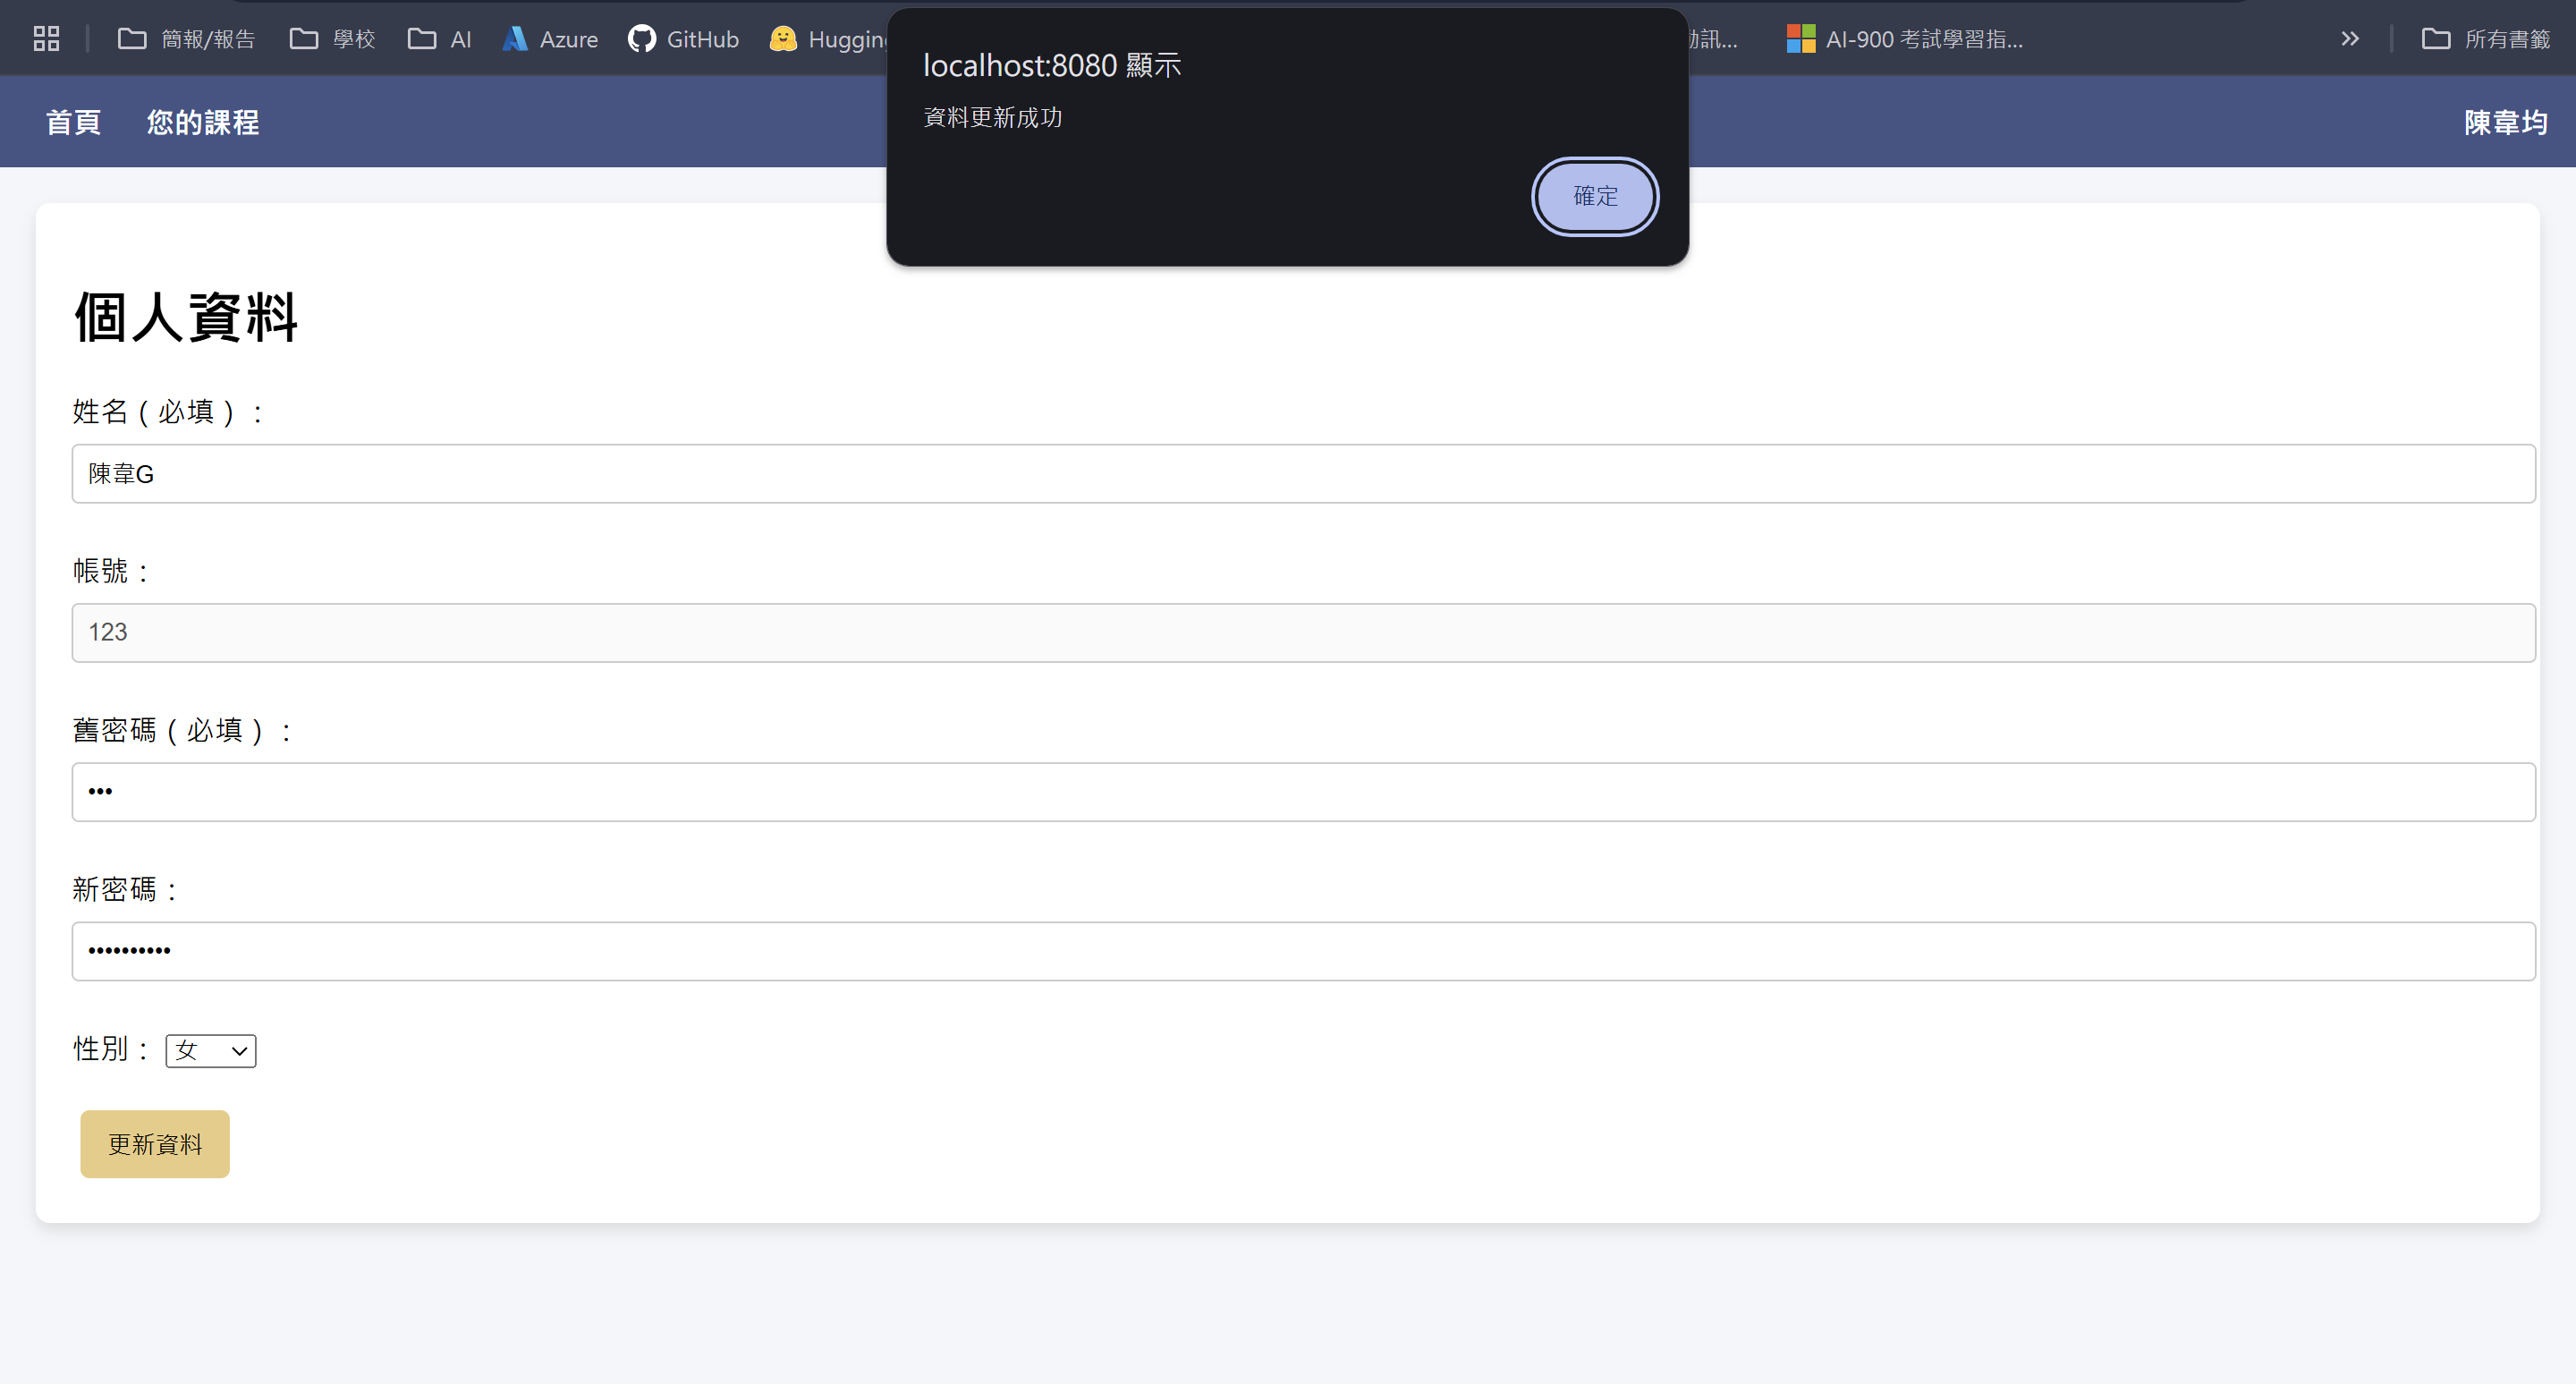 簡報/報告 學校 AI Azure GitHub Hugging 動訊... AI-900 考試學習指... 所有書籤
localhost:8080 顯示
資料更新成功
確定
首頁 您的課程 陳韋均
個人資料
姓名(必填):
陳韋G
帳號:
123
舊密碼(必填):
•••
新密碼:
••••••••••
性別: 女
更新資料